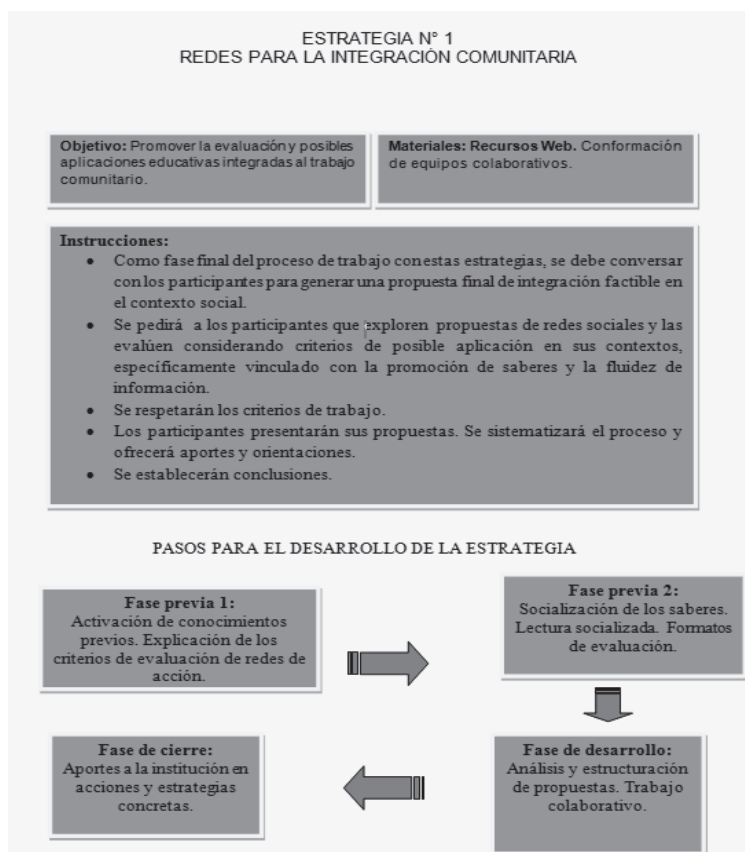 ESTRATEGIA N° 1
REDES PARA LA INTEGRACIÓN COMUNITARIA
Objetivo: Promover la evaluación y posibles
aplicaciones educativas integradas al trabajo
comunitario.
Materiales: Recursos Web. Conformación
de equipos colaborativos.
Instrucciones:
• Como fase final del proceso de trabajo con estas estrategias, se debe conversar
con los participantes para generar una propuesta final de integración factible en
el contexto social.
• Se pedirá a los participantes que exploren propuestas de redes sociales y las
evalúen considerando criterios de posible aplicación en sus contextos,
específicamente vinculado con la promoción de saberes y la fluidez de
información.
• Se respetarán los criterios de trabajo.
• Los participantes presentarán sus propuestas. Se sistematizará el proceso y
ofrecerá aportes y orientaciones.
• Se establecerán conclusiones.
PASOS PARA EL DESARROLLO DE LA ESTRATEGIA
Fase previa 1:
Activación de conocimientos
previos. Explicación de los
criterios de evaluación de redes de
acción.
Fase previa 2:
Socialización de los saberes.
Lectura socializada. Formatos
de evaluación.
Fase de desarrollo:
Análisis y estructuración
de propuestas. Trabajo
colaborativo.
Fase de cierre:
Aportes a la institución en
acciones y estrategias
concretas.